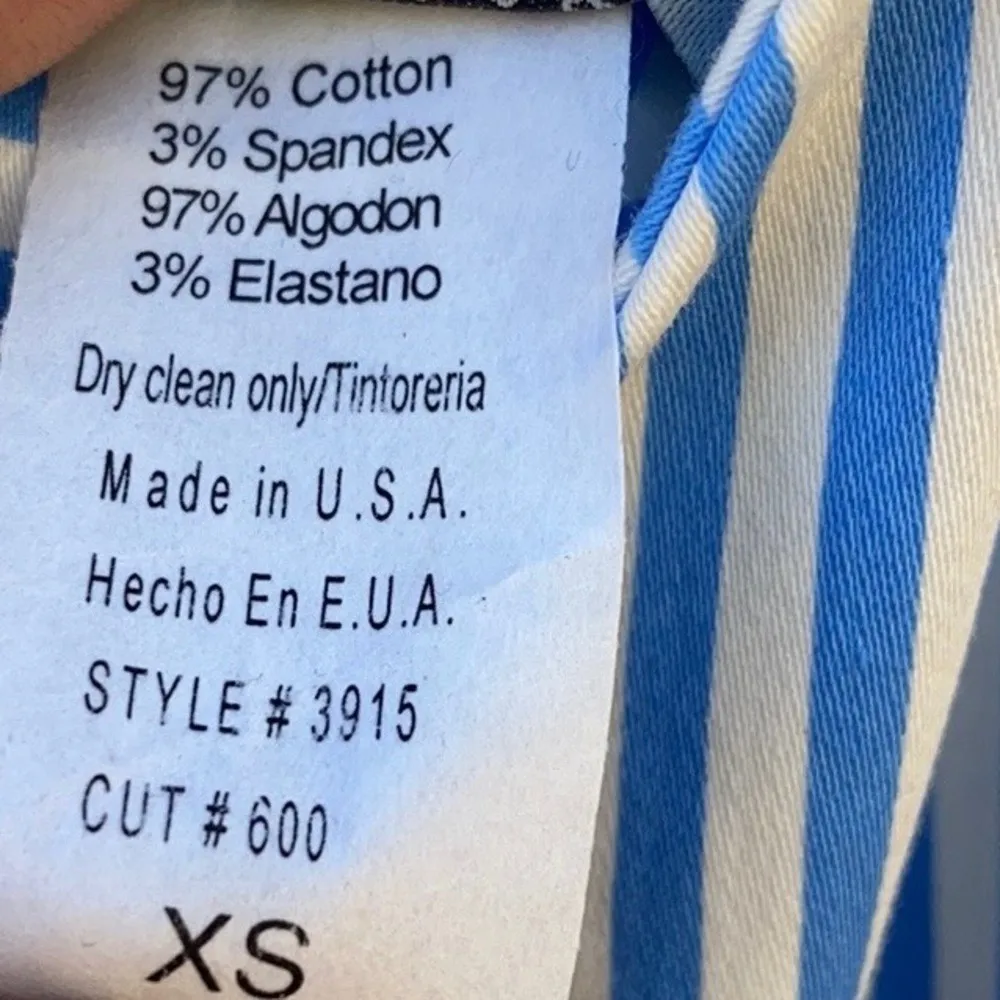 97% Cotton
3% Spandex
97% Algodon
3% Elastano
Dry clean only/Tintoreria
Made in U.S.A.
Hecho En E.U.A.
STYLE # 3915
CUT # 600
XS